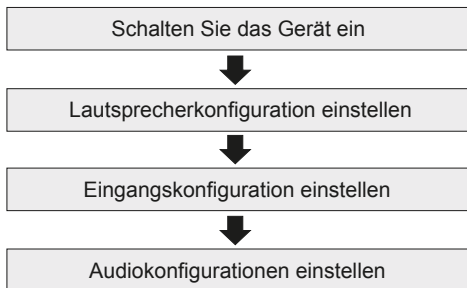 Schalten Sie das Gerät ein
Lautsprecherkonfiguration einstellen
Eingangskonfiguration einstellen
Audiokonfigurationen einstellen